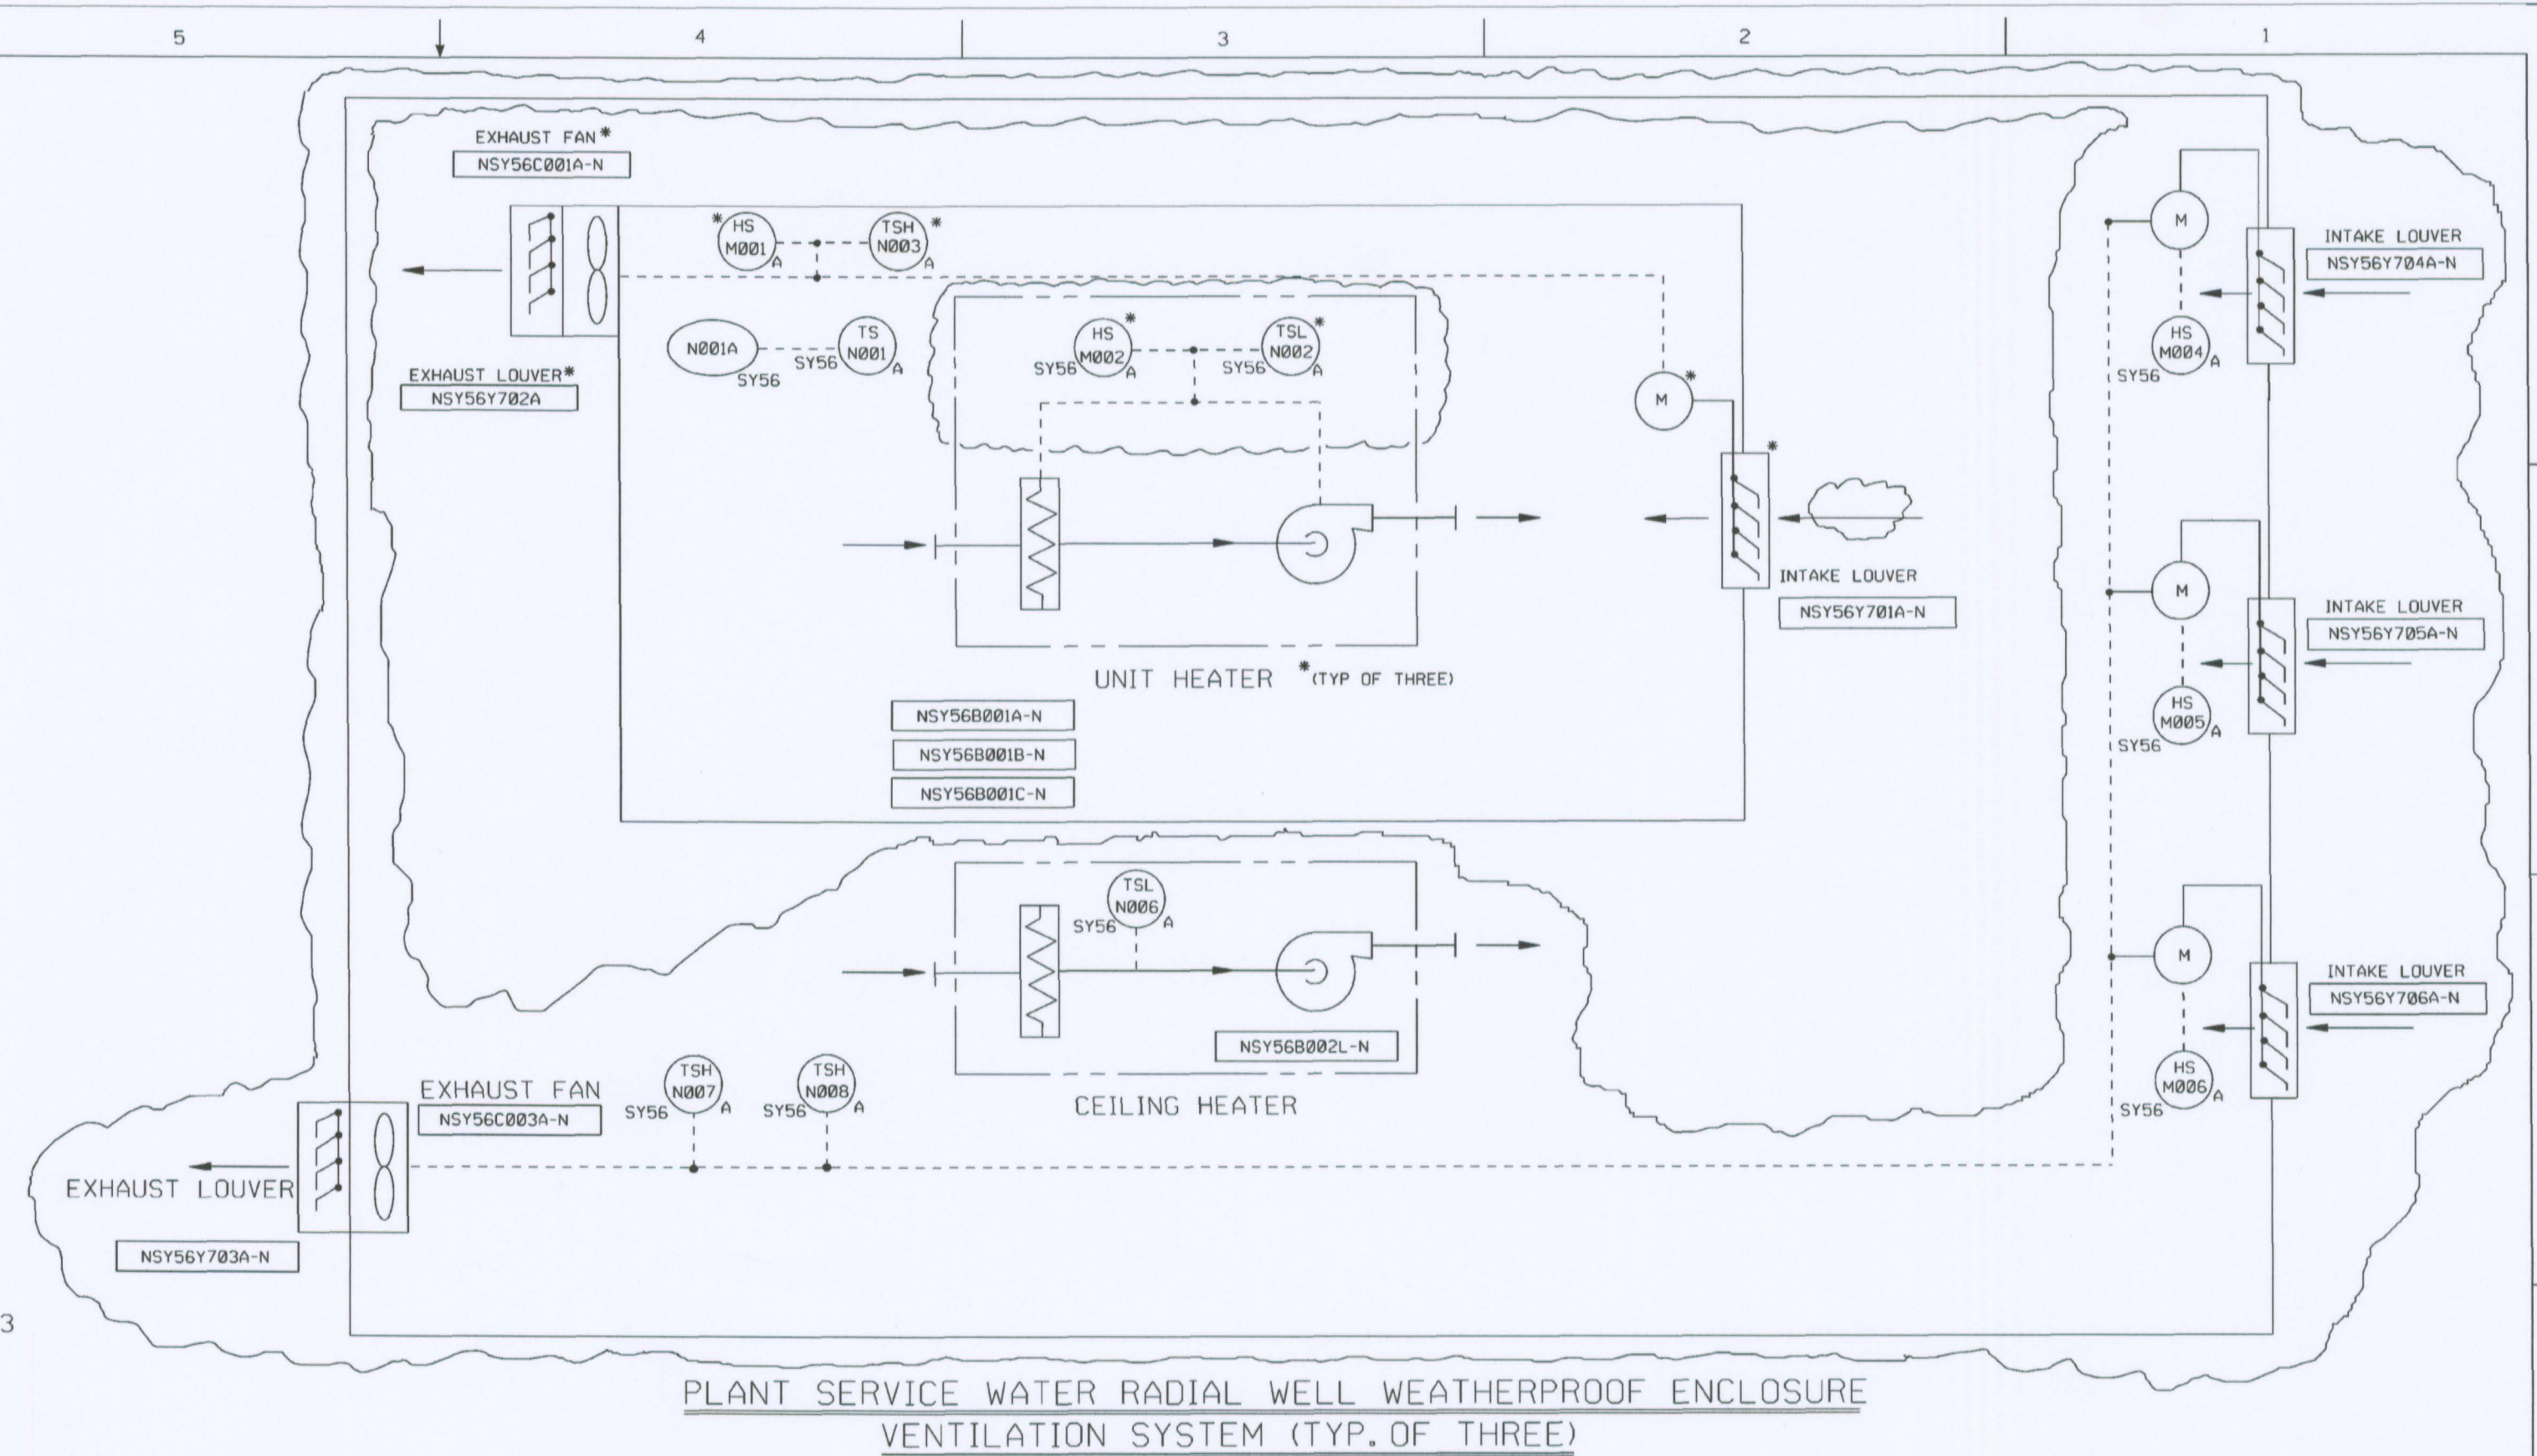 5 4 3 2 1
EXHAUST FAN*
NSY56C001A-N
* HS M001 A
TSH N003 A *
N001A SY56
SY56 TS N001 A
EXHAUST LOUVER*
NSY56Y702A
SY56 HS M002 A *
SY56 TSL N002 A *
M *
*
INTAKE LOUVER
NSY56Y701A-N
UNIT HEATER *(TYP OF THREE)
NSY56B001A-N
NSY56B001B-N
NSY56B001C-N
M
INTAKE LOUVER
NSY56Y704A-N
SY56 HS M004 A
M
INTAKE LOUVER
NSY56Y705A-N
SY56 HS M005 A
M
INTAKE LOUVER
NSY56Y706A-N
SY56 HS M006 A
SY56 TSL N006 A
NSY56B002L-N
CEILING HEATER
EXHAUST FAN
NSY56C003A-N
SY56 TSH N007 A
SY56 TSH N008 A
EXHAUST LOUVER
NSY56Y703A-N
3
PLANT SERVICE WATER RADIAL WELL WEATHERPROOF ENCLOSURE
VENTILATION SYSTEM (TYP. OF THREE)